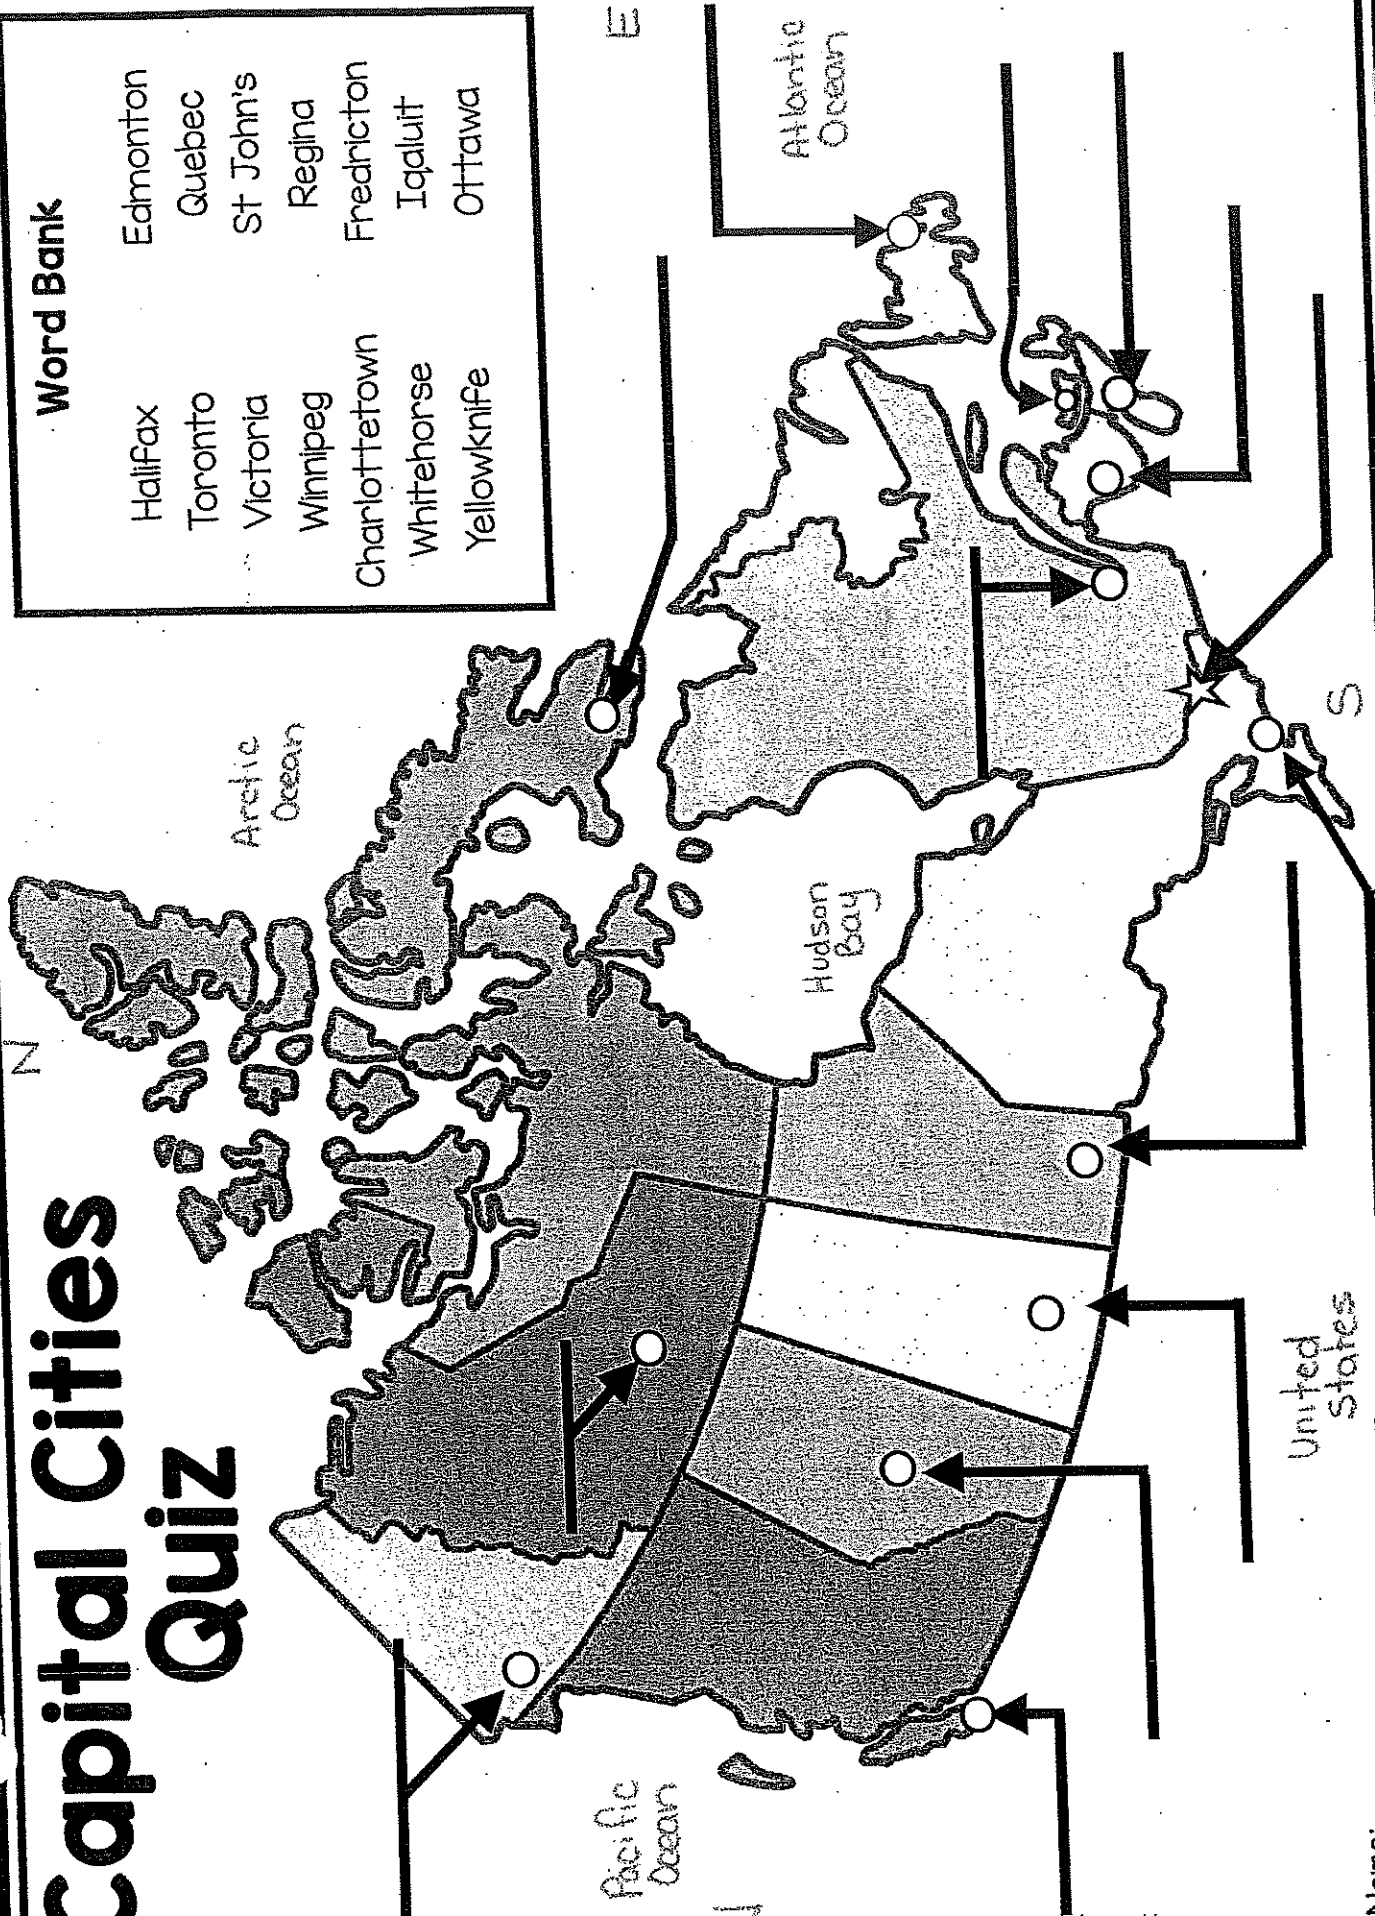 Capital Cities
Quiz
Word Bank
Halifax Edmonton
Toronto Quebec
Victoria St John's
Winnipeg Regina
Charlottetown Fredricton
Whitehorse Iqaluit
Yellowknife Ottawa
N
Arctic
Ocean
E
Atlantic
Ocean
Hudson
Bay
Pacific
Ocean
United
States
S